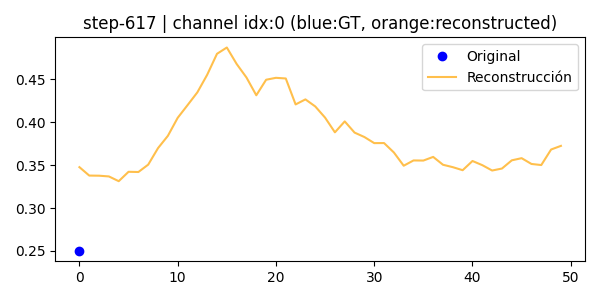 step-617 | channel idx:0 (blue:GT, orange:reconstructed)
Original
Reconstrucción
0.45
0.40
0.35
0.30
0.25
0 10 20 30 40 50